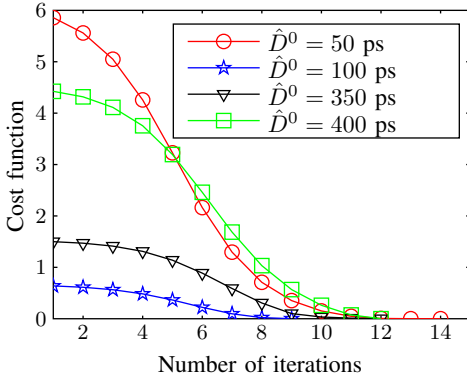 6
5
4
3
2
1
0
Cost function
D̂⁰ = 50 ps
D̂⁰ = 100 ps
D̂⁰ = 350 ps
D̂⁰ = 400 ps
2 4 6 8 10 12 14
Number of iterations